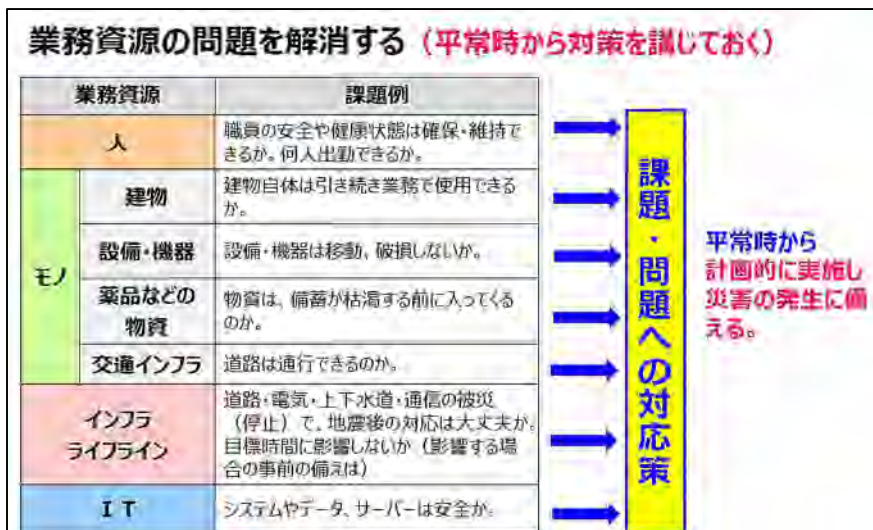 業務資源の問題を解消する（平常時から対策を講じておく）
業務資源
課題例
人
職員の安全や健康状態は確保・維持で
きるか。何人出勤できるか。
モノ
建物
建物自体は引き続き業務で使用できる
か。
設備・機器
設備・機器は移動、破損しないか。
薬品などの
物資
物資は、備蓄が枯渇する前に入ってくる
のか。
交通インフラ
道路は通行できるのか。
インフラ
ライフライン
道路・電気・上下水道・通信の被災
（停止）で、地震後の対応は大丈夫か。
目標時間に影響しないか（影響する場
合の事前の備えは）
ＩＴ
システムやデータ、サーバーは安全か。
課題・問題への対応策
平常時から
計画的に実施し
災害の発生に備
える。